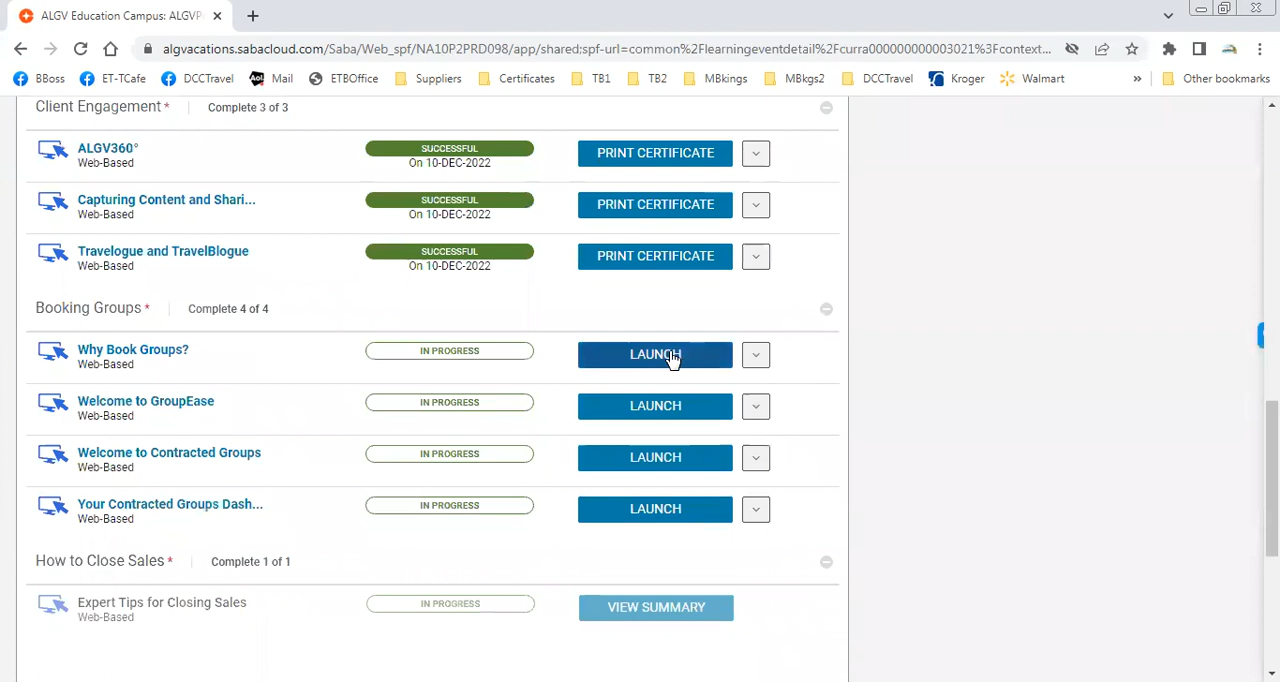 ALGV Education Campus: ALGVP
algvacations.sabacloud.com/Saba/Web_spf/NA10P2PRD098/app/shared;spf-url=common%2Flearningeventdetail%2Fcurra000000000003021%3Fcontext...
BBoss ET-TCafe DCCTravel Aol. Mail ETBOffice Suppliers Certificates TB1 TB2 MBkings MBkgs2 DCCTravel Kroger Walmart » Other bookmarks
Client Engagement * Complete 3 of 3
ALGV360° SUCCESSFUL PRINT CERTIFICATE
Web-Based On 10-DEC-2022
Capturing Content and Shari... SUCCESSFUL PRINT CERTIFICATE
Web-Based On 10-DEC-2022
Travelogue and TravelBlogue SUCCESSFUL PRINT CERTIFICATE
Web-Based On 10-DEC-2022
Booking Groups * Complete 4 of 4
Why Book Groups? IN PROGRESS LAUNCH
Web-Based
Welcome to GroupEase IN PROGRESS LAUNCH
Web-Based
Welcome to Contracted Groups IN PROGRESS LAUNCH
Web-Based
Your Contracted Groups Dash... IN PROGRESS LAUNCH
Web-Based
How to Close Sales * Complete 1 of 1
Expert Tips for Closing Sales IN PROGRESS VIEW SUMMARY
Web-Based